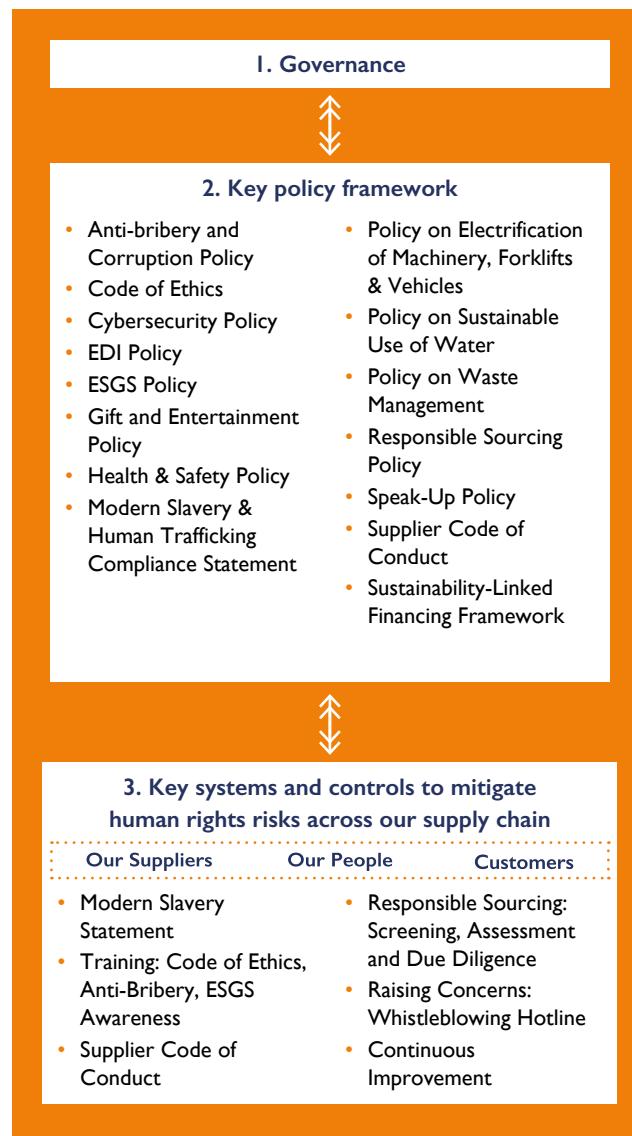 1. Governance
2. Key policy framework
• Anti-bribery and
Corruption Policy
• Code of Ethics
• Cybersecurity Policy
• EDI Policy
• ESGS Policy
• Gift and Entertainment
Policy
• Health & Safety Policy
• Modern Slavery &
Human Trafficking
Compliance Statement
• Policy on Electrification
of Machinery, Forklifts
& Vehicles
• Policy on Sustainable
Use of Water
• Policy on Waste
Management
• Responsible Sourcing
Policy
• Speak-Up Policy
• Supplier Code of
Conduct
• Sustainability-Linked
Financing Framework
3. Key systems and controls to mitigate
human rights risks across our supply chain
Our Suppliers Our People Customers
• Modern Slavery
Statement
• Training: Code of Ethics,
Anti-Bribery, ESGS
Awareness
• Supplier Code of
Conduct
• Responsible Sourcing:
Screening, Assessment
and Due Diligence
• Raising Concerns:
Whistleblowing Hotline
• Continuous
Improvement